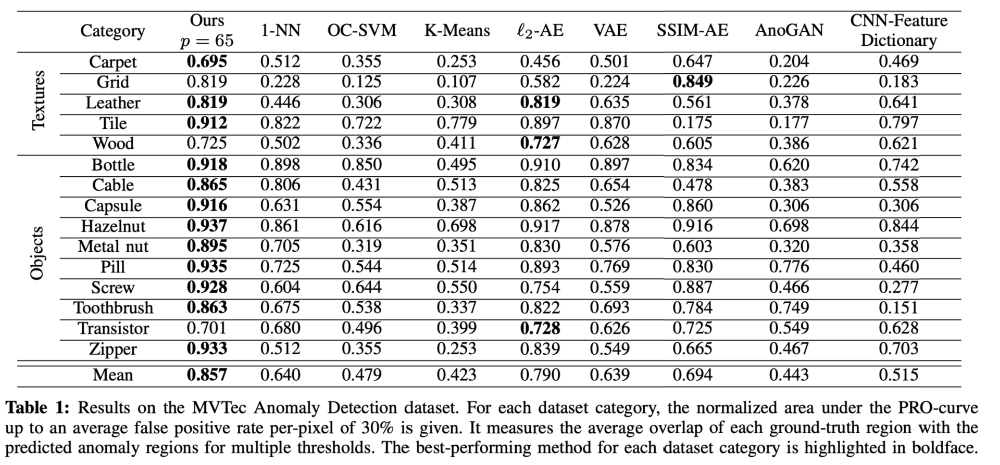 Category Ours p = 65 1-NN OC-SVM K-Means ℓ2-AE VAE SSIM-AE AnoGAN CNN-Feature Dictionary
Textures
Carpet 0.695 0.512 0.355 0.253 0.456 0.501 0.647 0.204 0.469
Grid 0.819 0.228 0.125 0.107 0.582 0.224 0.849 0.226 0.183
Leather 0.819 0.446 0.306 0.308 0.819 0.635 0.561 0.378 0.641
Tile 0.912 0.822 0.722 0.779 0.897 0.870 0.175 0.177 0.797
Wood 0.725 0.502 0.336 0.411 0.727 0.628 0.605 0.386 0.621
Objects
Bottle 0.918 0.898 0.850 0.495 0.910 0.897 0.834 0.620 0.742
Cable 0.865 0.806 0.431 0.513 0.825 0.654 0.478 0.383 0.558
Capsule 0.916 0.631 0.554 0.387 0.862 0.526 0.860 0.306 0.306
Hazelnut 0.937 0.861 0.616 0.698 0.917 0.878 0.916 0.698 0.844
Metal nut 0.895 0.705 0.319 0.351 0.830 0.576 0.603 0.320 0.358
Pill 0.935 0.725 0.544 0.514 0.893 0.769 0.830 0.776 0.460
Screw 0.928 0.604 0.644 0.550 0.754 0.559 0.887 0.466 0.277
Toothbrush 0.863 0.675 0.538 0.337 0.822 0.693 0.784 0.749 0.151
Transistor 0.701 0.680 0.496 0.399 0.728 0.626 0.725 0.549 0.628
Zipper 0.933 0.512 0.355 0.253 0.839 0.549 0.665 0.467 0.703
Mean 0.857 0.640 0.479 0.423 0.790 0.639 0.694 0.443 0.515
Table 1: Results on the MVTec Anomaly Detection dataset. For each dataset category, the normalized area under the PRO-curve
up to an average false positive rate per-pixel of 30% is given. It measures the average overlap of each ground-truth region with the
predicted anomaly regions for multiple thresholds. The best-performing method for each dataset category is highlighted in boldface.